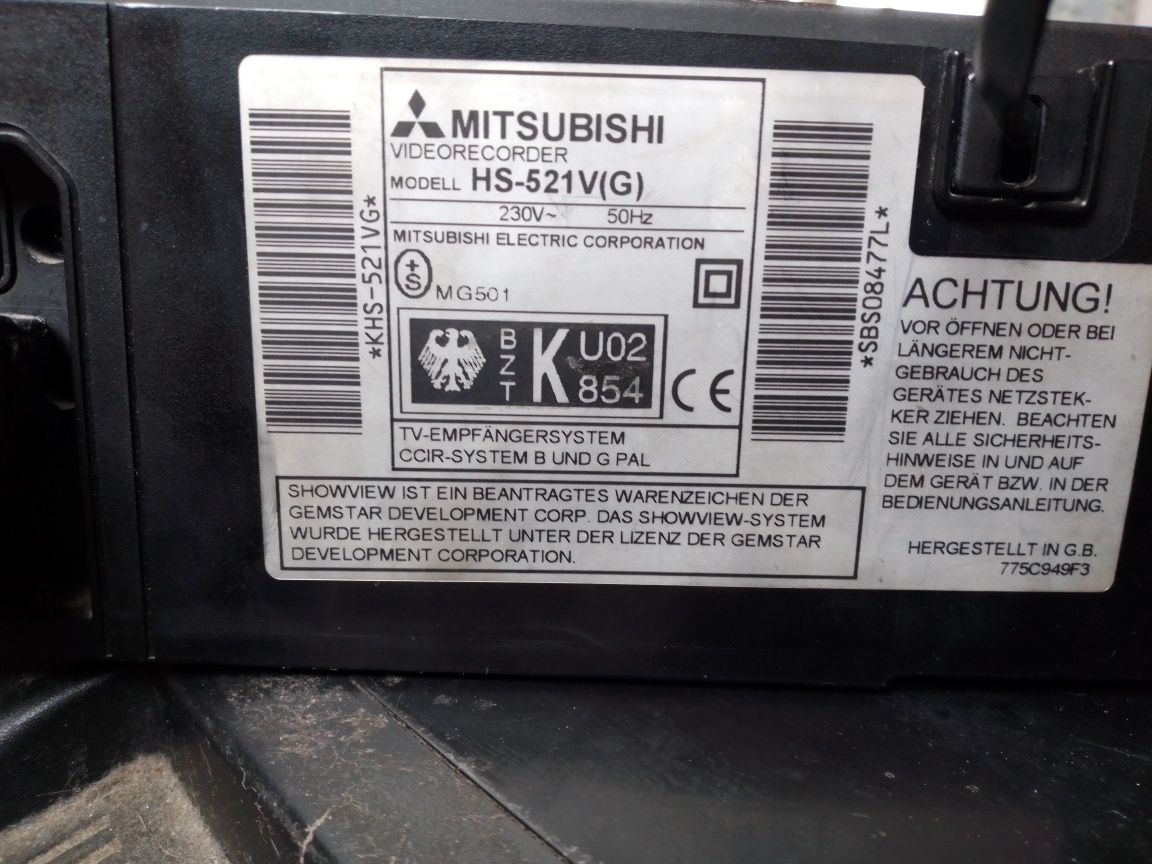 MITSUBISHI
VIDEORECORDER
MODELL HS-521V(G)
230V~ 50Hz
MITSUBISHI ELECTRIC CORPORATION
+
S
MG501
BZT
K
U02
854
CE
TV-EMPFÄNGERSYSTEM
CCIR-SYSTEM B UND G PAL
*KHS-521VG*
*SBS08477L*
SHOWVIEW IST EIN BEANTRAGTES WARENZEICHEN DER
GEMSTAR DEVELOPMENT CORP. DAS SHOWVIEW-SYSTEM
WURDE HERGESTELLT UNTER DER LIZENZ DER GEMSTAR
DEVELOPMENT CORPORATION.
ACHTUNG!
VOR ÖFFNEN ODER BEI
LÄNGEREM NICHT-
GEBRAUCH DES
GERÄTES NETZSTEK-
KER ZIEHEN. BEACHTEN
SIE ALLE SICHERHEITS-
HINWEISE IN UND AUF
DEM GERÄT BZW. IN DER
BEDIENUNGSANLEITUNG.
HERGESTELLT IN G.B.
775C949F3